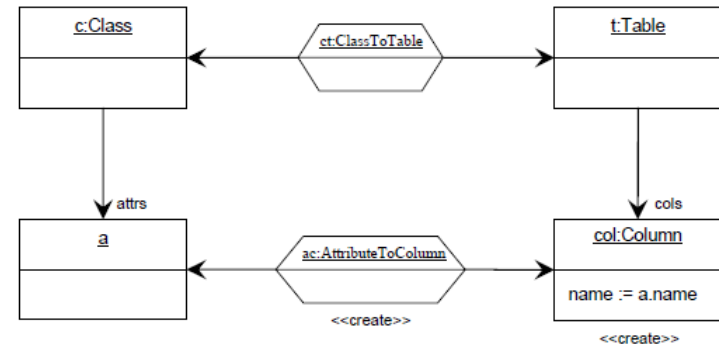 c:Class
ct:ClassToTable
t:Table
attrs
cols
a
ac:AttributeToColumn
col:Column
name := a.name
<<create>>
<<create>>